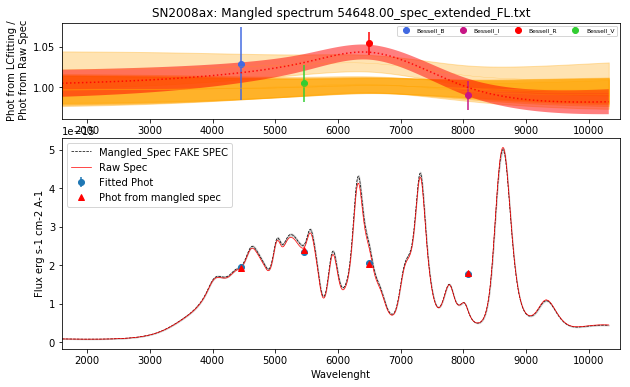 SN2008ax: Mangled spectrum 54648.00_spec_extended_FL.txt
Phot from LCfitting /
Phot from Raw Spec
1.05
1.00
Bessell_B
Bessell_I
Bessell_R
Bessell_V
2000 3000 4000 5000 6000 7000 8000 9000 10000
Flux erg s-1 cm-2 A-1
5
4
3
2
1
0
Mangled_Spec FAKE SPEC
Raw Spec
Fitted Phot
Phot from mangled spec
2000 3000 4000 5000 6000 7000 8000 9000 10000
Wavelenght